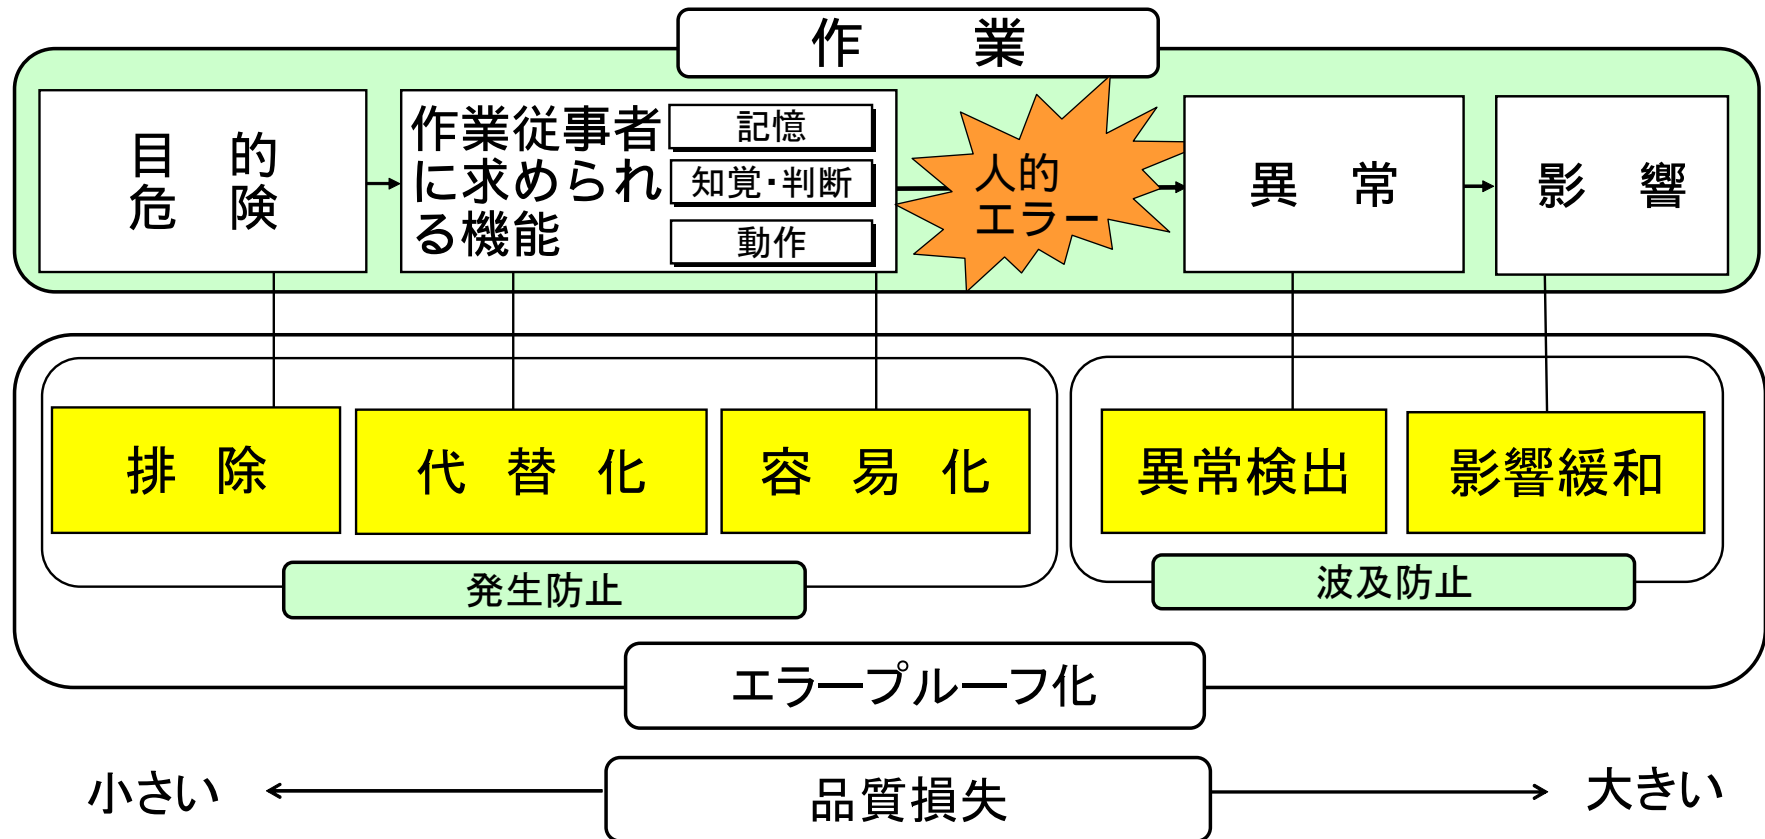 作　業
目　的
危　険
作業従事者
に求められ
る機能
記憶
知覚・判断
動作
人的
エラー
異　常
影　響
排　除
代　替　化
容　易　化
異常検出
影響緩和
発生防止
波及防止
エラープルーフ化
小さい
品質損失
大きい